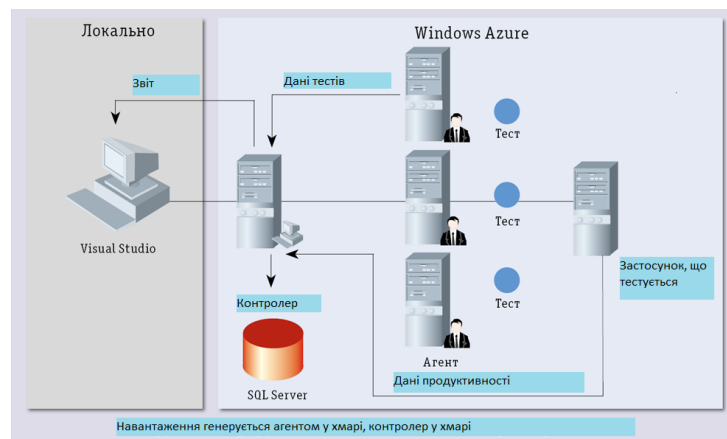 Локально
Windows Azure
Звіт
Дані тестів
Тест
Тест
Visual Studio
Застосунок, що
тестується
Контролер
Тест
Агент
Дані продуктивності
SQL Server
Навантаження генерується агентом у хмарі, контролер у хмарі